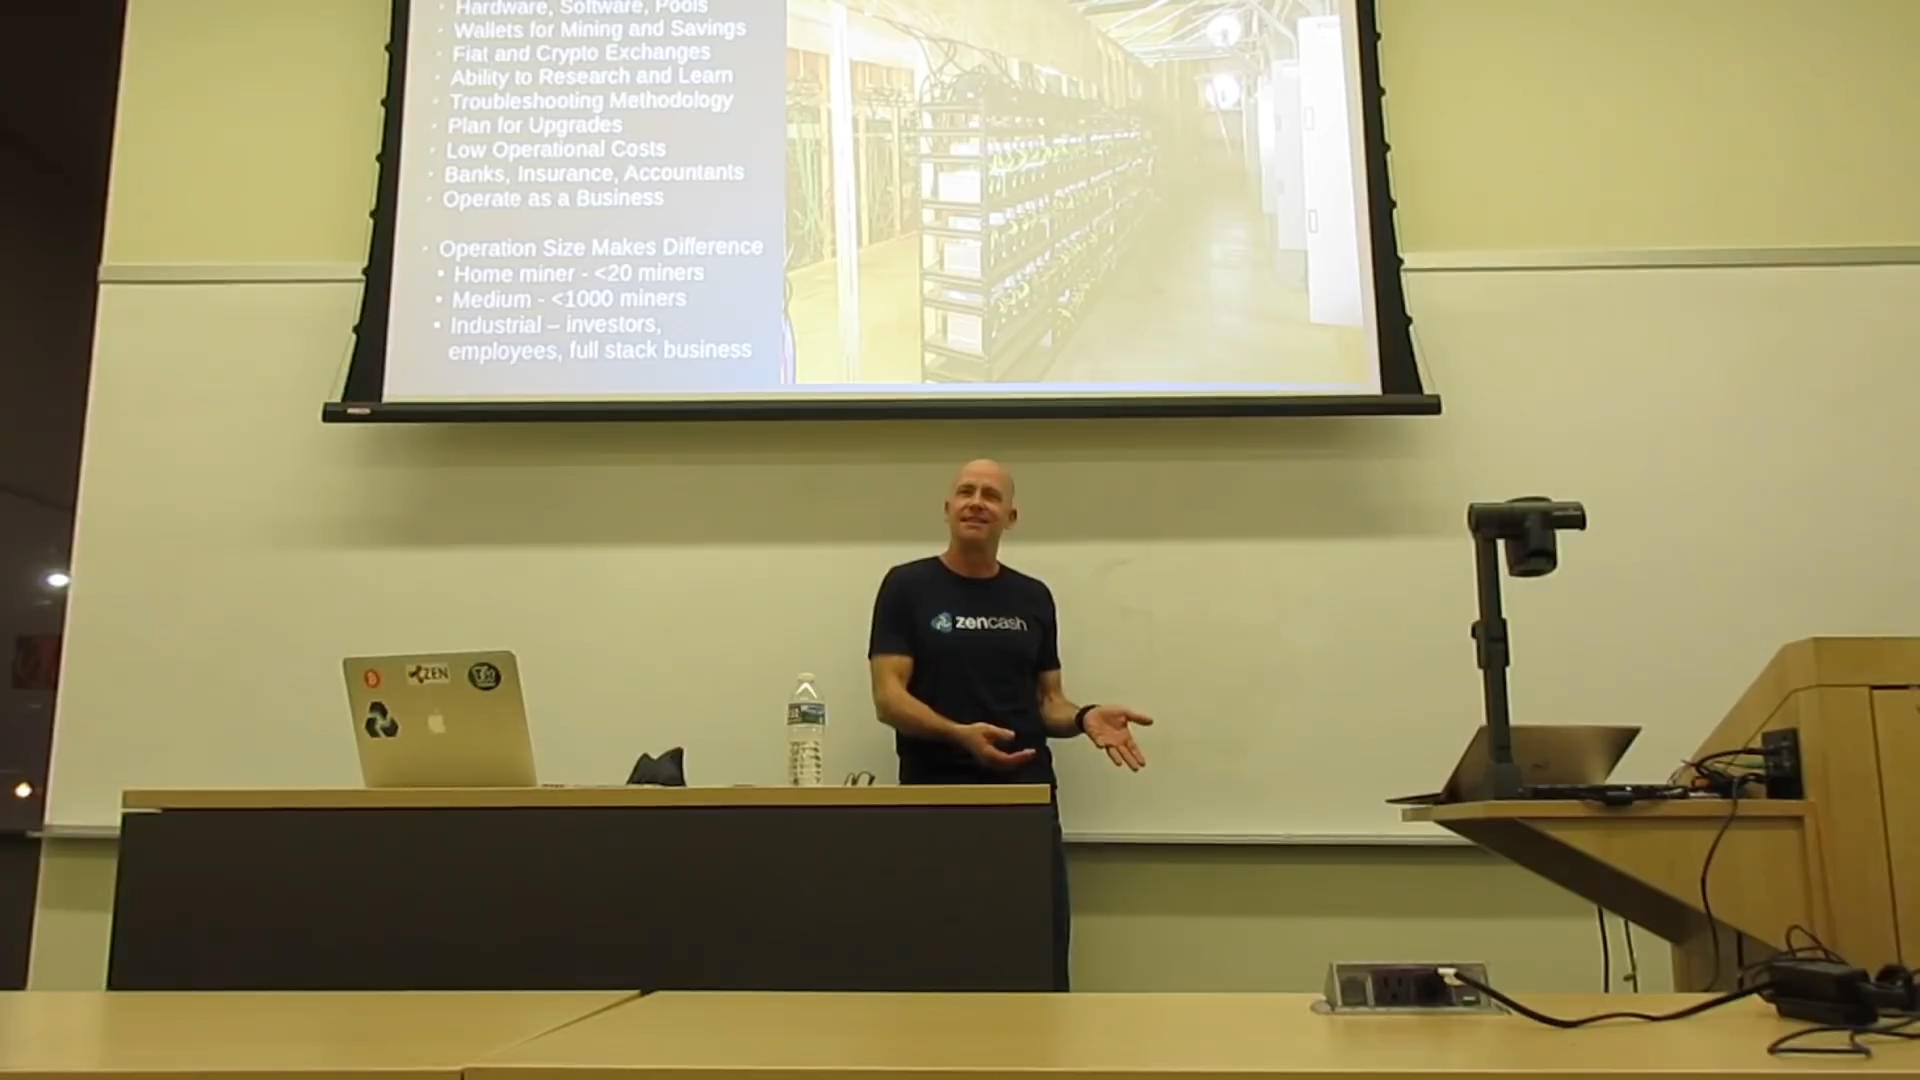 Hardware, Software, Pools
Wallets for Mining and Savings
Fiat and Crypto Exchanges
Ability to Research and Learn
Troubleshooting Methodology
Plan for Upgrades
Low Operational Costs
Banks, Insurance, Accountants
Operate as a Business
Operation Size Makes Difference
Home miner - <20 miners
Medium - <1000 miners
Industrial – investors,
employees, full stack business
zencash
ZEN